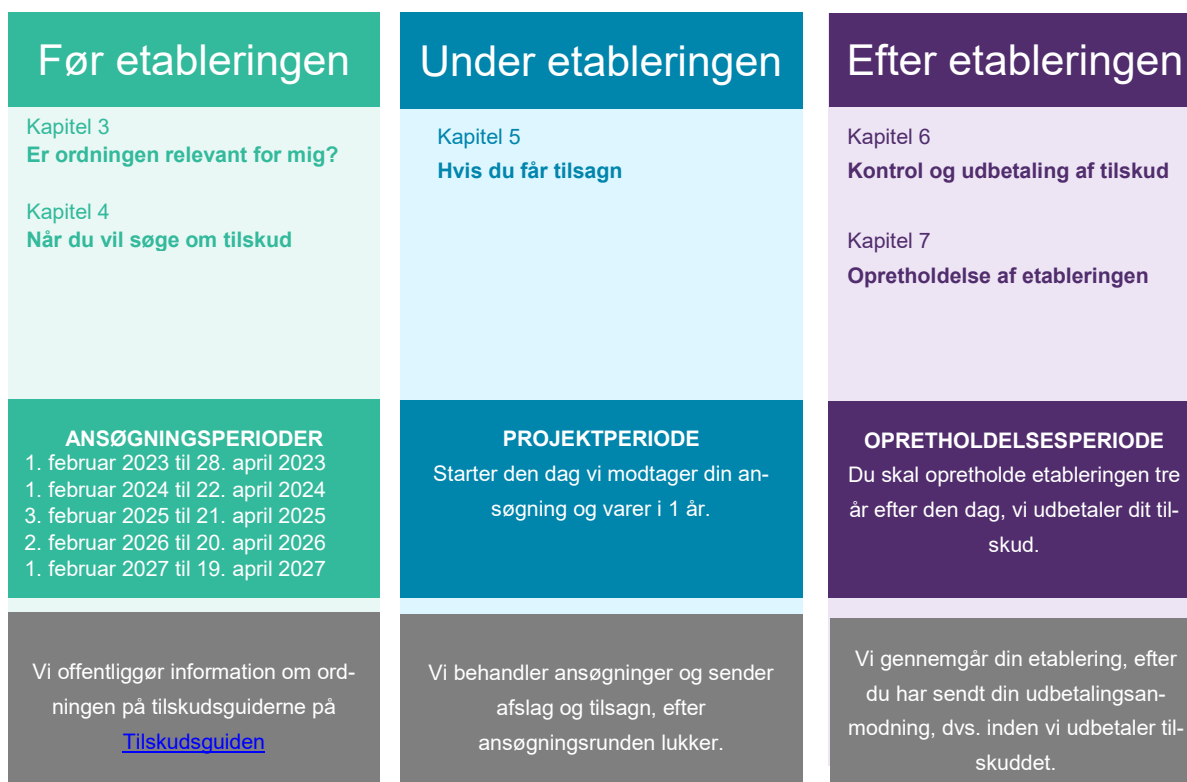 Før etableringen
Kapitel 3
Er ordningen relevant for mig?
Kapitel 4
Når du vil søge om tilskud
ANSØGNINGSPERIODER
1. februar 2023 til 28. april 2023
1. februar 2024 til 22. april 2024
3. februar 2025 til 21. april 2025
2. februar 2026 til 20. april 2026
1. februar 2027 til 19. april 2027
Vi offentliggør information om ord-
ningen på tilskudsguiderne på
Tilskudsguiden
Under etableringen
Kapitel 5
Hvis du får tilsagn
PROJEKTPERIODE
Starter den dag vi modtager din an-
søgning og varer i 1 år.
Vi behandler ansøgninger og sender
afslag og tilsagn, efter
ansøgningsrunden lukker.
Efter etableringen
Kapitel 6
Kontrol og udbetaling af tilskud
Kapitel 7
Opretholdelse af etableringen
OPRETHOLDELSESPERIODE
Du skal opretholde etableringen tre
år efter den dag, vi udbetaler dit til-
skud.
Vi gennemgår din etablering, efter
du har sendt din udbetalingsan-
modning, dvs. inden vi udbetaler til-
skuddet.